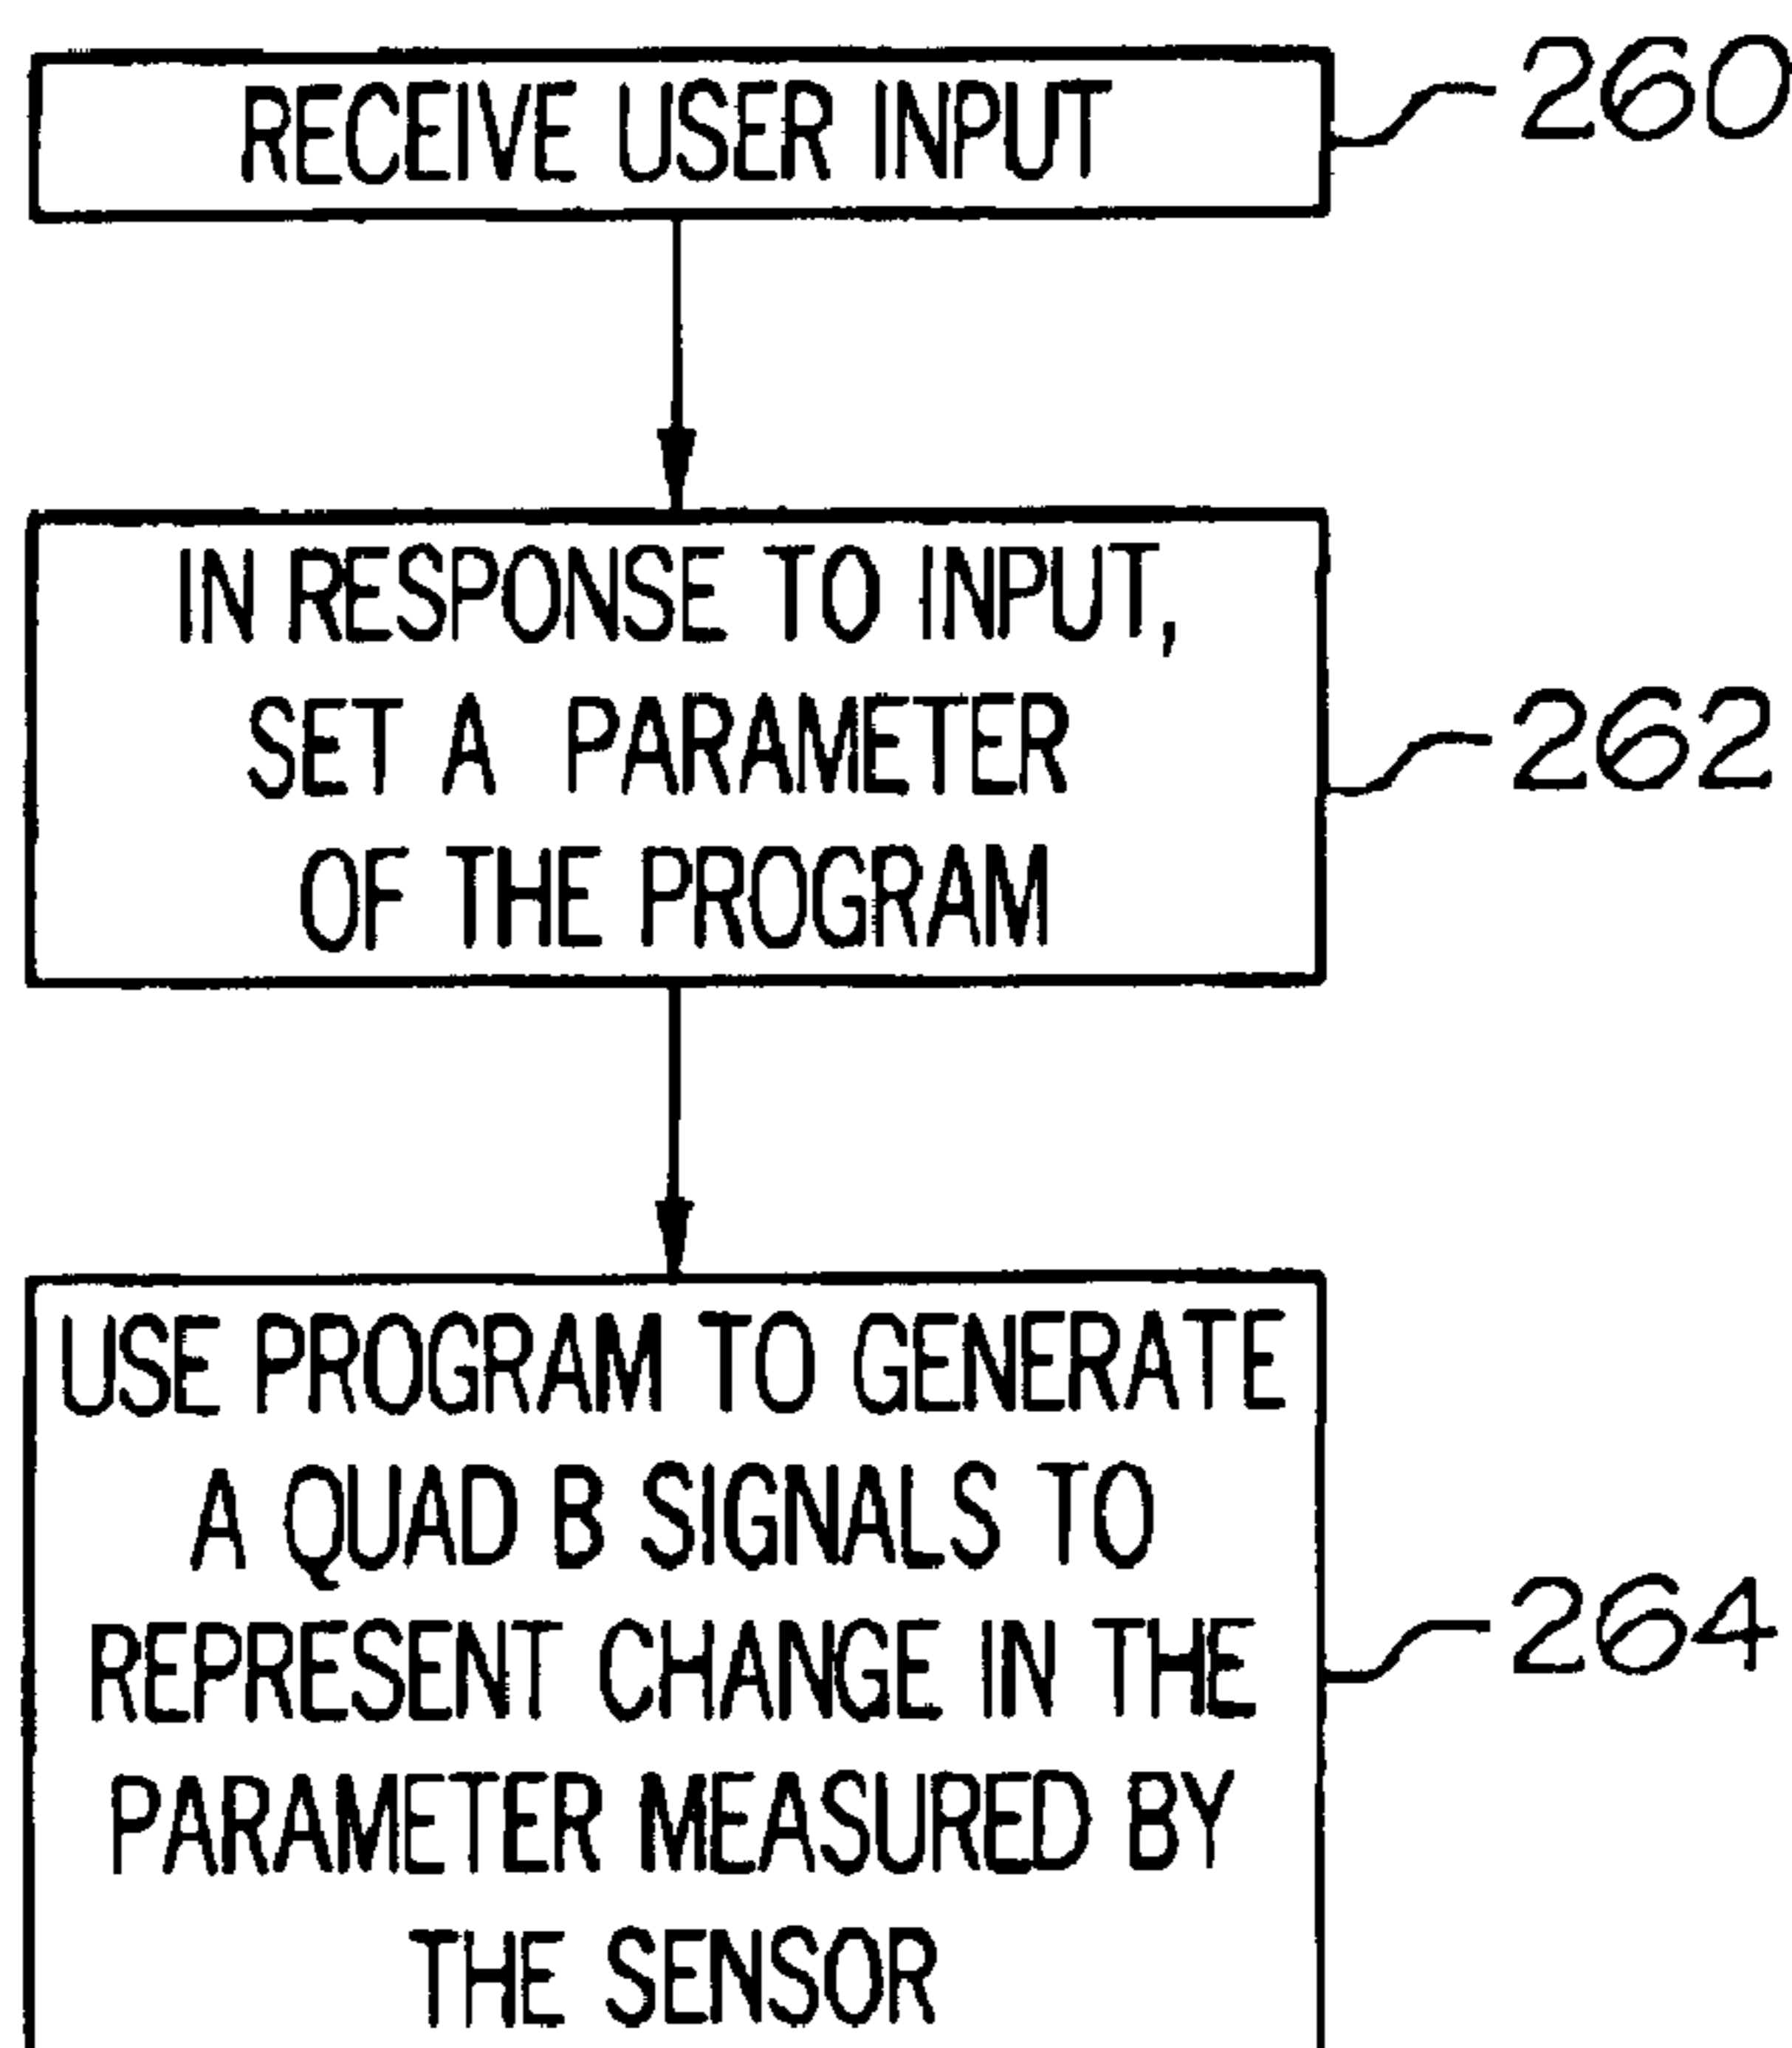 RECEIVE USER INPUT
260
IN RESPONSE TO INPUT,
SET A PARAMETER
OF THE PROGRAM
262
USE PROGRAM TO GENERATE
A QUAD B SIGNALS TO
REPRESENT CHANGE IN THE
PARAMETER MEASURED BY
THE SENSOR
264